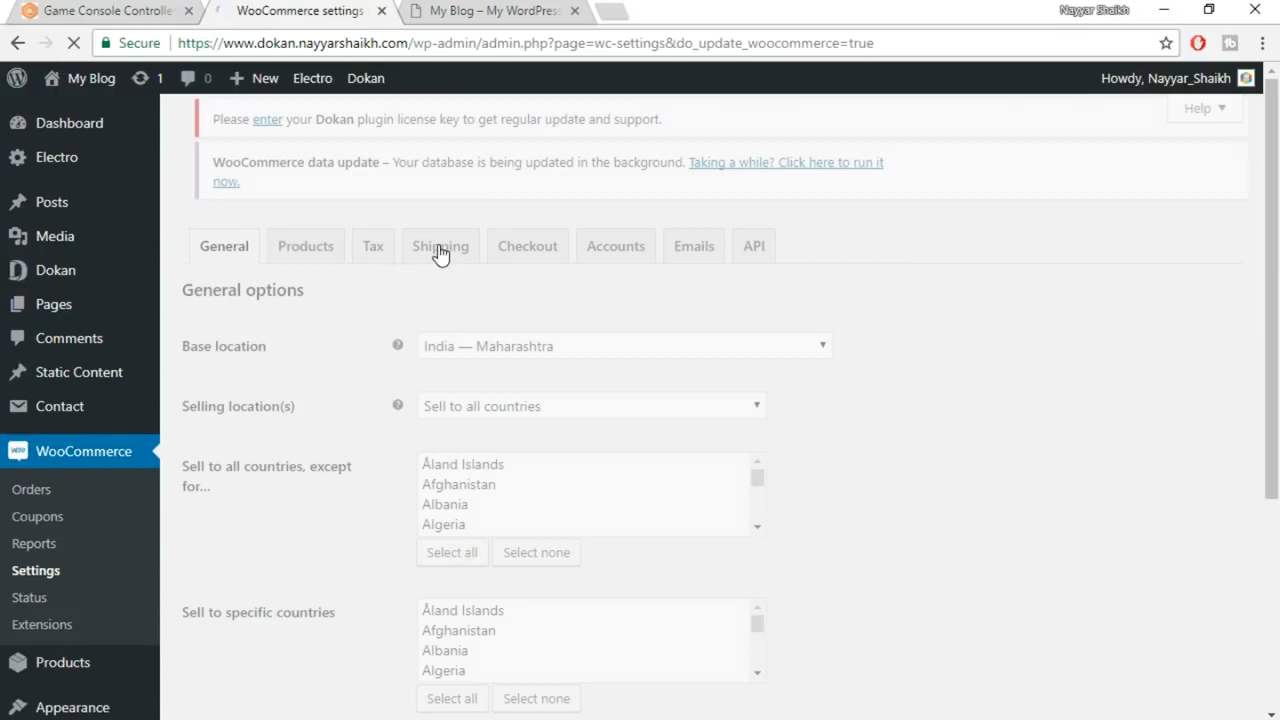 Game Console Controlle
WooCommerce settings
My Blog – My WordPress
Nayyar Shaikh
Secure
https://www.dokan.nayyarshaikh.com/wp-admin/admin.php?page=wc-settings&do_update_woocommerce=true
My Blog
1
0
New
Electro
Dokan
Howdy, Nayyar_Shaikh
Dashboard
Electro
Posts
Media
Dokan
Pages
Comments
Static Content
Contact
woo
WooCommerce
Orders
Coupons
Reports
Settings
Status
Extensions
Products
Appearance
Please enter your Dokan plugin license key to get regular update and support.
Help
WooCommerce data update – Your database is being updated in the background. Taking a while? Click here to run it
now.
General
Products
Tax
Shipping
Checkout
Accounts
Emails
API
General options
Base location
India — Maharashtra
Selling location(s)
Sell to all countries
Sell to all countries, except
for...
Åland Islands
Afghanistan
Albania
Algeria
Select all
Select none
Sell to specific countries
Åland Islands
Afghanistan
Albania
Algeria
Select all
Select none